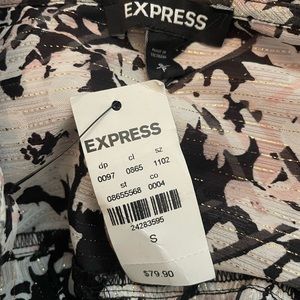 EXPRESS
EXPRESS
dp cl sz
0097 0865 1102
st co
08655568 0004
24283595
S
$79.90